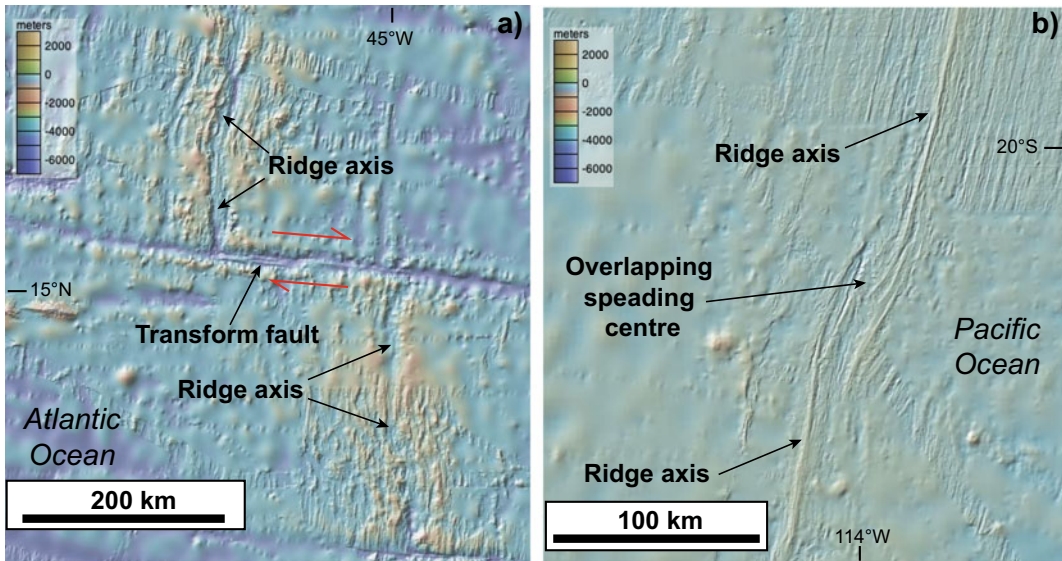 a)
meters
2000
0
-2000
-4000
-6000
45°W
Ridge axis
15°N
Transform fault
Ridge axis
Atlantic
Ocean
200 km
b)
meters
2000
0
-2000
-4000
-6000
Ridge axis
20°S
Overlapping
speading
centre
Pacific
Ocean
Ridge axis
100 km
114°W